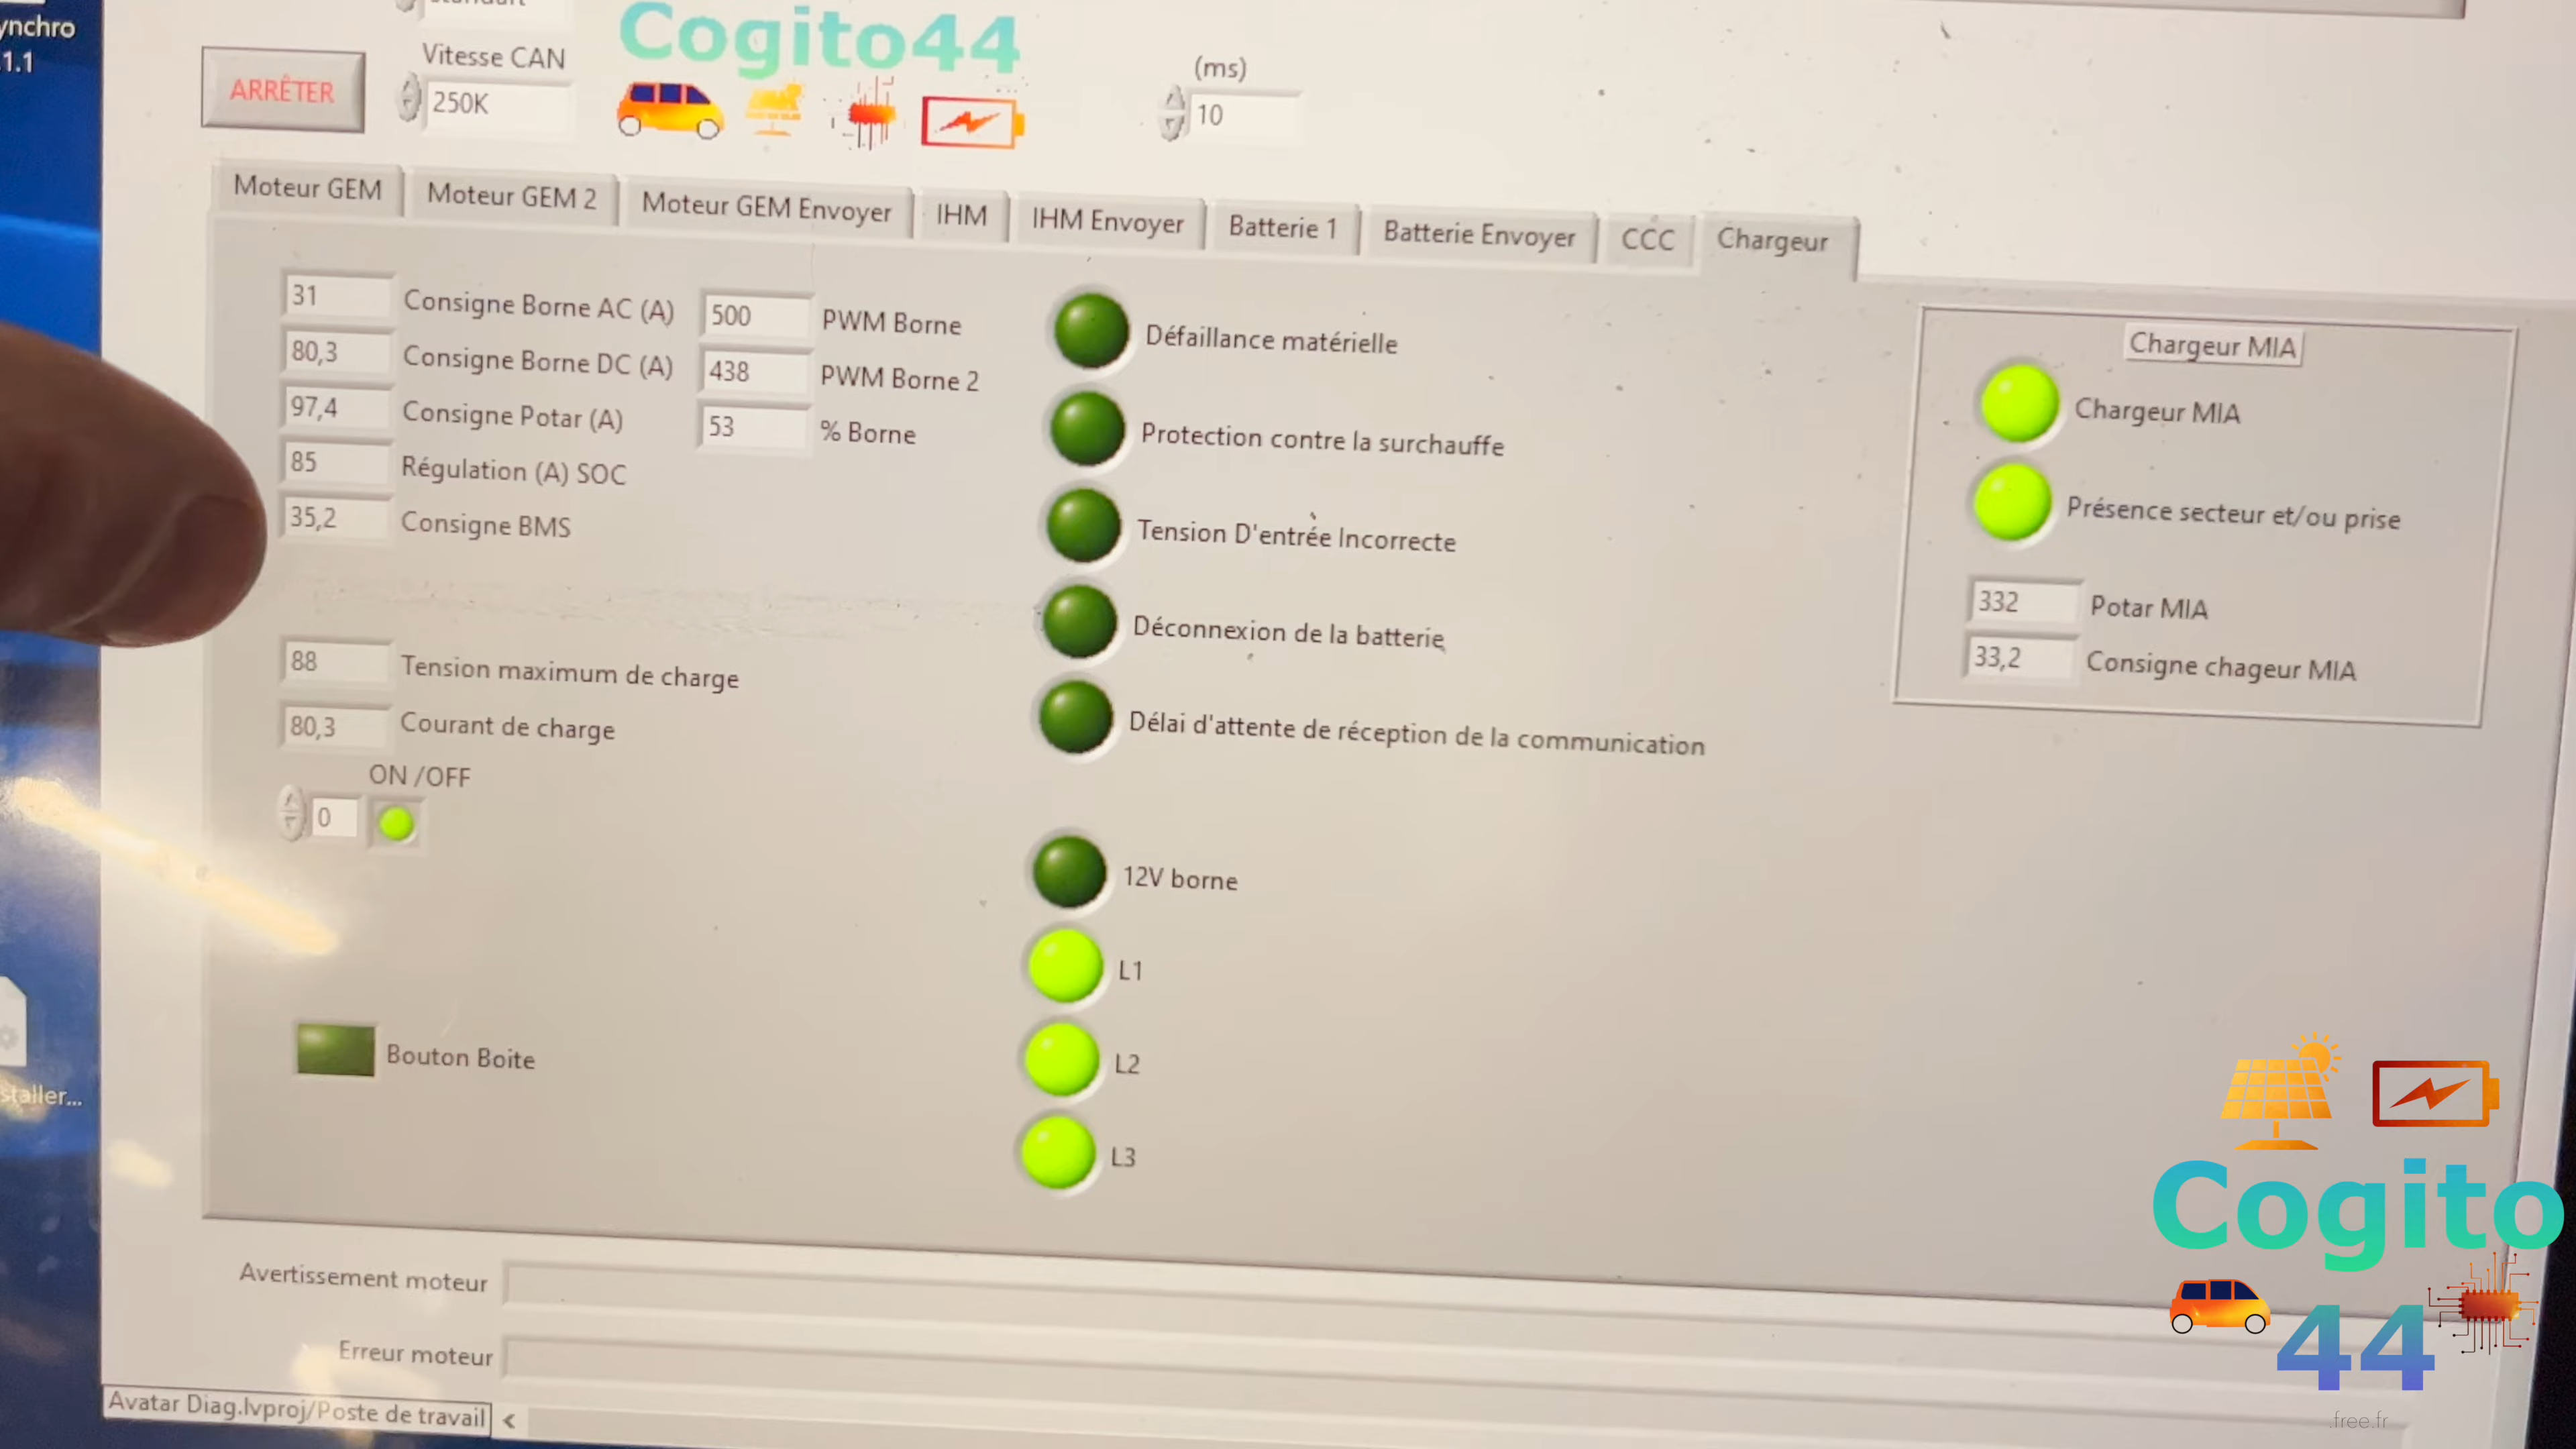 ynchro
1.1
ARRÊTER
Vitesse CAN
250K
Cogito44
(ms)
10
Moteur GEM
Moteur GEM 2
Moteur GEM Envoyer
IHM
IHM Envoyer
Batterie 1
Batterie Envoyer
CCC
Chargeur
31 Consigne Borne AC (A)
80,3 Consigne Borne DC (A)
97,4 Consigne Potar (A)
85 Régulation (A) SOC
35,2 Consigne BMS
500 PWM Borne
438 PWM Borne 2
53 % Borne
88 Tension maximum de charge
80,3 Courant de charge
ON /OFF
0
Bouton Boite
Défaillance matérielle
Protection contre la surchauffe
Tension D'entrée Incorrecte
Déconnexion de la batterie
Délai d'attente de réception de la communication
12V borne
L1
L2
L3
Chargeur MIA
Chargeur MIA
Présence secteur et/ou prise
332 Potar MIA
33,2 Consigne chageur MIA
staller...
Avertissement moteur
Erreur moteur
Avatar Diag.lvproj/Poste de travail <
Cogito
44
.free.fr